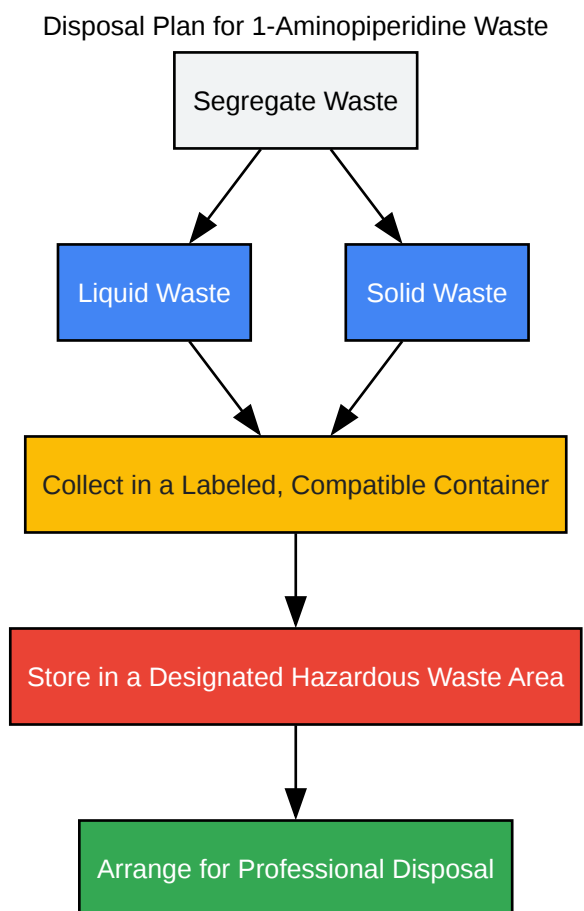 Disposal Plan for 1-Aminopiperidine Waste
Segregate Waste
Liquid Waste
Solid Waste
Collect in a Labeled, Compatible Container
Store in a Designated Hazardous Waste Area
Arrange for Professional Disposal